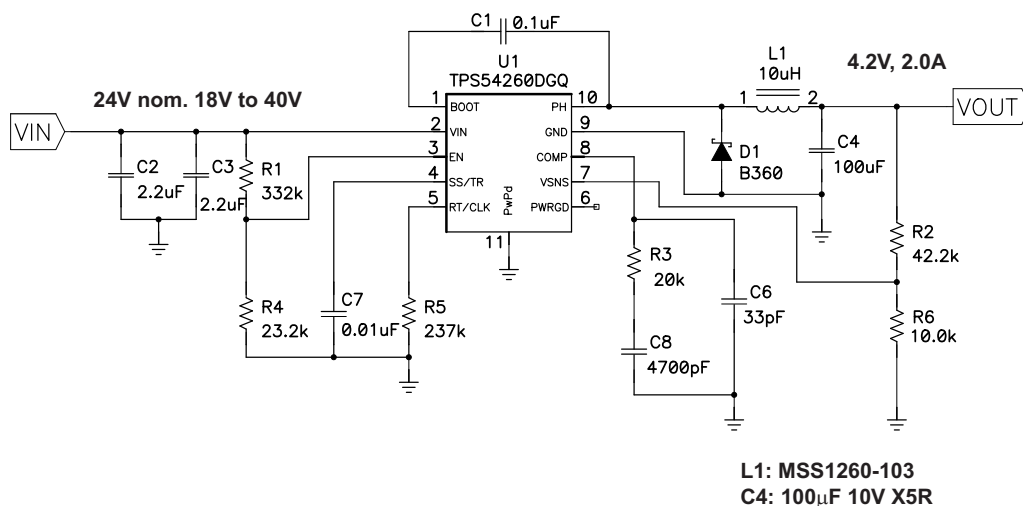 C1 0.1uF
U1
TPS54260DGQ
L1
10uH
4.2V, 2.0A
24V nom. 18V to 40V
VIN
VOUT
1 BOOT PH 10
2 VIN GND 9
3 EN COMP 8
4 SS/TR VSNS 7
5 RT/CLK PWRGD 6
PwPd
11
1 2
C2
2.2uF
C3
2.2uF
R1
332k
D1
B360
C4
100uF
R2
42.2k
R3
20k
C6
33pF
R4
23.2k
C7
0.01uF
R5
237k
R6
10.0k
C8
4700pF
L1: MSS1260-103
C4: 100μF 10V X5R